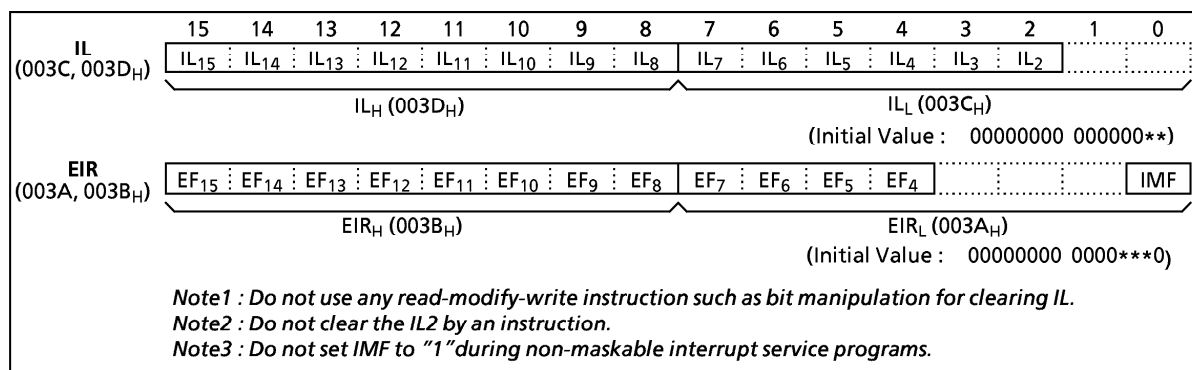 15 14 13 12 11 10 9 8 7 6 5 4 3 2 1 0
IL
(003C, 003DH)
IL15 IL14 IL13 IL12 IL11 IL10 IL9 IL8 IL7 IL6 IL5 IL4 IL3 IL2
ILH (003DH) ILL (003CH)
(Initial Value : 00000000 000000**)
EIR
(003A, 003BH)
EF15 EF14 EF13 EF12 EF11 EF10 EF9 EF8 EF7 EF6 EF5 EF4 IMF
EIRH (003BH) EIRL (003AH)
(Initial Value : 00000000 0000***0)
Note1 : Do not use any read-modify-write instruction such as bit manipulation for clearing IL.
Note2 : Do not clear the IL2 by an instruction.
Note3 : Do not set IMF to "1"during non-maskable interrupt service programs.